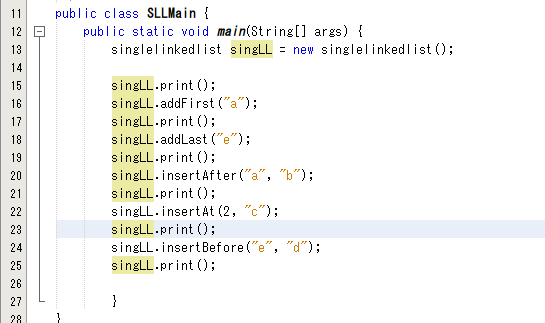 11 public class SLLMain {
12 public static void main(String[] args) {
13 singlelinkedlist singLL = new singlelinkedlist();
14
15 singLL.print();
16 singLL.addFirst("a");
17 singLL.print();
18 singLL.addLast("e");
19 singLL.print();
20 singLL.insertAfter("a", "b");
21 singLL.print();
22 singLL.insertAt(2, "c");
23 singLL.print();
24 singLL.insertBefore("e", "d");
25 singLL.print();
26
27 }
28 }